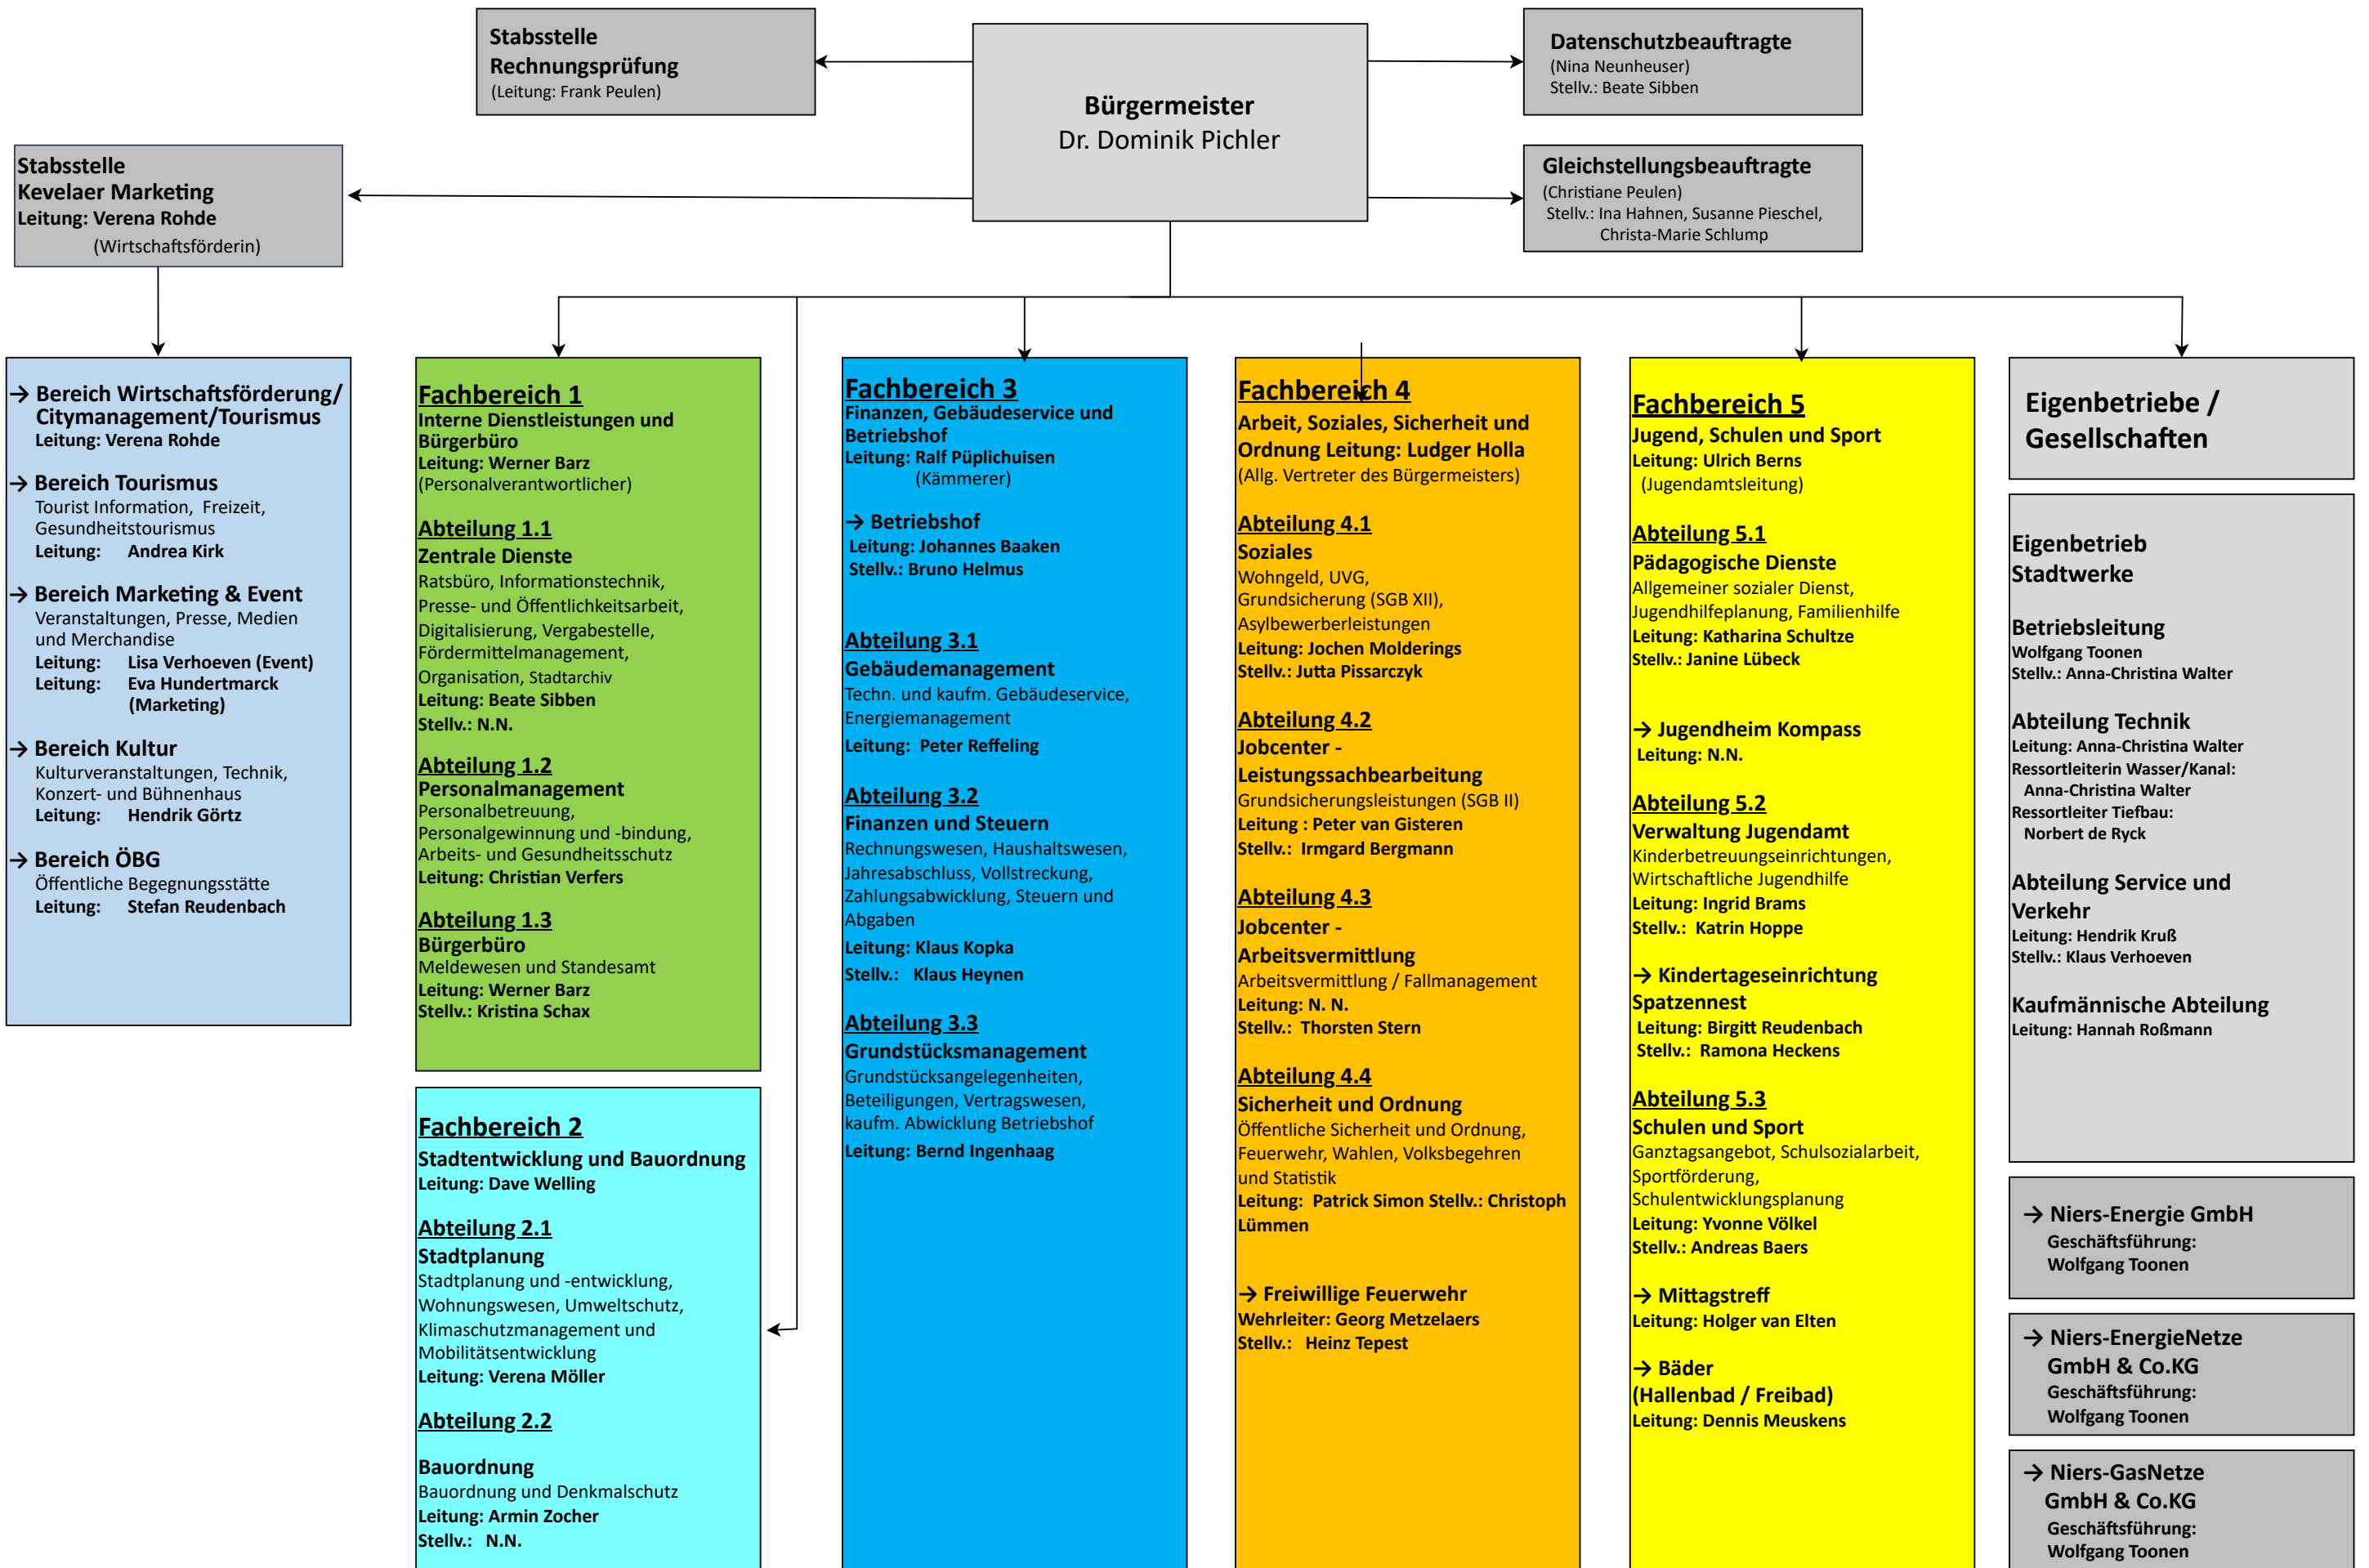 Stabsstelle
Rechnungsprüfung
(Leitung: Frank Peulen)
Bürgermeister
Dr. Dominik Pichler
Datenschutzbeauftragte
(Nina Neunheuser)
Stellv.: Beate Sibben
Stabsstelle
Kevelaer Marketing
Leitung: Verena Rohde
(Wirtschaftsförderin)
Gleichstellungsbeauftragte
(Christiane Peulen)
Stellv.: Ina Hahnen, Susanne Pieschel,
Christa-Marie Schlump
→ Bereich Wirtschaftsförderung/
Citymanagement/Tourismus
Leitung: Verena Rohde
→ Bereich Tourismus
Tourist Information, Freizeit,
Gesundheitstourismus
Leitung: Andrea Kirk
→ Bereich Marketing & Event
Veranstaltungen, Presse, Medien
und Merchandise
Leitung: Lisa Verhoeven (Event)
Leitung: Eva Hundertmarck
(Marketing)
→ Bereich Kultur
Kulturveranstaltungen, Technik,
Konzert- und Bühnenhaus
Leitung: Hendrik Görtz
→ Bereich ÖBG
Öffentliche Begegnungsstätte
Leitung: Stefan Reudenbach
Fachbereich 1
Interne Dienstleistungen und
Bürgerbüro
Leitung: Werner Barz
(Personalverantwortlicher)
Abteilung 1.1
Zentrale Dienste
Ratsbüro, Informationstechnik,
Presse- und Öffentlichkeitsarbeit,
Digitalisierung, Vergabestelle,
Fördermittelmanagement,
Organisation, Stadtarchiv
Leitung: Beate Sibben
Stellv.: N.N.
Abteilung 1.2
Personalmanagement
Personalbetreuung,
Personalgewinnung und -bindung,
Arbeits- und Gesundheitsschutz
Leitung: Christian Verfers
Abteilung 1.3
Bürgerbüro
Meldewesen und Standesamt
Leitung: Werner Barz
Stellv.: Kristina Schax
Fachbereich 2
Stadtentwicklung und Bauordnung
Leitung: Dave Welling
Abteilung 2.1
Stadtplanung
Stadtplanung und -entwicklung,
Wohnungswesen, Umweltschutz,
Klimaschutzmanagement und
Mobilitätsentwicklung
Leitung: Verena Möller
Abteilung 2.2
Bauordnung
Bauordnung und Denkmalschutz
Leitung: Armin Zocher
Stellv.: N.N.
Fachbereich 3
Finanzen, Gebäudeservice und
Betriebshof
Leitung: Ralf Püplichuisen
(Kämmerer)
→ Betriebshof
Leitung: Johannes Baaken
Stellv.: Bruno Helmus
Abteilung 3.1
Gebäudemanagement
Techn. und kaufm. Gebäudeservice,
Energiemanagement
Leitung: Peter Reffeling
Abteilung 3.2
Finanzen und Steuern
Rechnungswesen, Haushaltswesen,
Jahresabschluss, Vollstreckung,
Zahlungsabwicklung, Steuern und
Abgaben
Leitung: Klaus Kopka
Stellv.: Klaus Heynen
Abteilung 3.3
Grundstücksmanagement
Grundstücksangelegenheiten,
Beteiligungen, Vertragswesen,
kaufm. Abwicklung Betriebshof
Leitung: Bernd Ingenhaag
Fachbereich 4
Arbeit, Soziales, Sicherheit und
Ordnung Leitung: Ludger Holla
(Allg. Vertreter des Bürgermeisters)
Abteilung 4.1
Soziales
Wohngeld, UVG,
Grundsicherung (SGB XII),
Asylbewerberleistungen
Leitung: Jochen Molderings
Stellv.: Jutta Pissarczyk
Abteilung 4.2
Jobcenter -
Leistungssachbearbeitung
Grundsicherungsleistungen (SGB II)
Leitung : Peter van Gisteren
Stellv.: Irmgard Bergmann
Abteilung 4.3
Jobcenter -
Arbeitsvermittlung
Arbeitsvermittlung / Fallmanagement
Leitung: N. N.
Stellv.: Thorsten Stern
Abteilung 4.4
Sicherheit und Ordnung
Öffentliche Sicherheit und Ordnung,
Feuerwehr, Wahlen, Volksbegehren
und Statistik
Leitung: Patrick Simon Stellv.: Christoph
Lümmen
→ Freiwillige Feuerwehr
Wehrleiter: Georg Metzelaers
Stellv.: Heinz Tepest
Fachbereich 5
Jugend, Schulen und Sport
Leitung: Ulrich Berns
(Jugendamtsleitung)
Abteilung 5.1
Pädagogische Dienste
Allgemeiner sozialer Dienst,
Jugendhilfeplanung, Familienhilfe
Leitung: Katharina Schultze
Stellv.: Janine Lübeck
→ Jugendheim Kompass
Leitung: N.N.
Abteilung 5.2
Verwaltung Jugendamt
Kinderbetreuungseinrichtungen,
Wirtschaftliche Jugendhilfe
Leitung: Ingrid Brams
Stellv.: Katrin Hoppe
→ Kindertageseinrichtung
Spatzennest
Leitung: Birgitt Reudenbach
Stellv.: Ramona Heckens
Abteilung 5.3
Schulen und Sport
Ganztagsangebot, Schulsozialarbeit,
Sportförderung,
Schulentwicklungsplanung
Leitung: Yvonne Völkel
Stellv.: Andreas Baers
→ Mittagstreff
Leitung: Holger van Elten
→ Bäder
(Hallenbad / Freibad)
Leitung: Dennis Meuskens
Eigenbetriebe /
Gesellschaften
Eigenbetrieb
Stadtwerke
Betriebsleitung
Wolfgang Toonen
Stellv.: Anna-Christina Walter
Abteilung Technik
Leitung: Anna-Christina Walter
Ressortleiterin Wasser/Kanal:
Anna-Christina Walter
Ressortleiter Tiefbau:
Norbert de Ryck
Abteilung Service und
Verkehr
Leitung: Hendrik Kruß
Stellv.: Klaus Verhoeven
Kaufmännische Abteilung
Leitung: Hannah Roßmann
→ Niers-Energie GmbH
Geschäftsführung:
Wolfgang Toonen
→ Niers-EnergieNetze
GmbH & Co.KG
Geschäftsführung:
Wolfgang Toonen
→ Niers-GasNetze
GmbH & Co.KG
Geschäftsführung:
Wolfgang Toonen